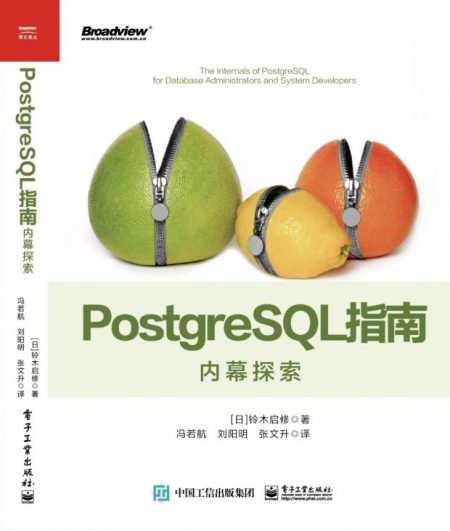 Broadview®
www.broadview.com.cn
The Internals of PostgreSQL
for Database Administrators and System Developers
PostgreSQL指南
内幕探索
[日]铃木启修 ◎ 著
冯若航 刘阳明 张文升 ◎ 译
中国工信出版集团
电子工业出版社
PUBLISHING HOUSE OF ELECTRONICS INDUSTRY
http://www.phei.com.cn
博文视点
PostgreSQL指南
内幕探索
[日]铃木启修◎著
冯若航 刘阳明 张文升◎译
电子工业出版社